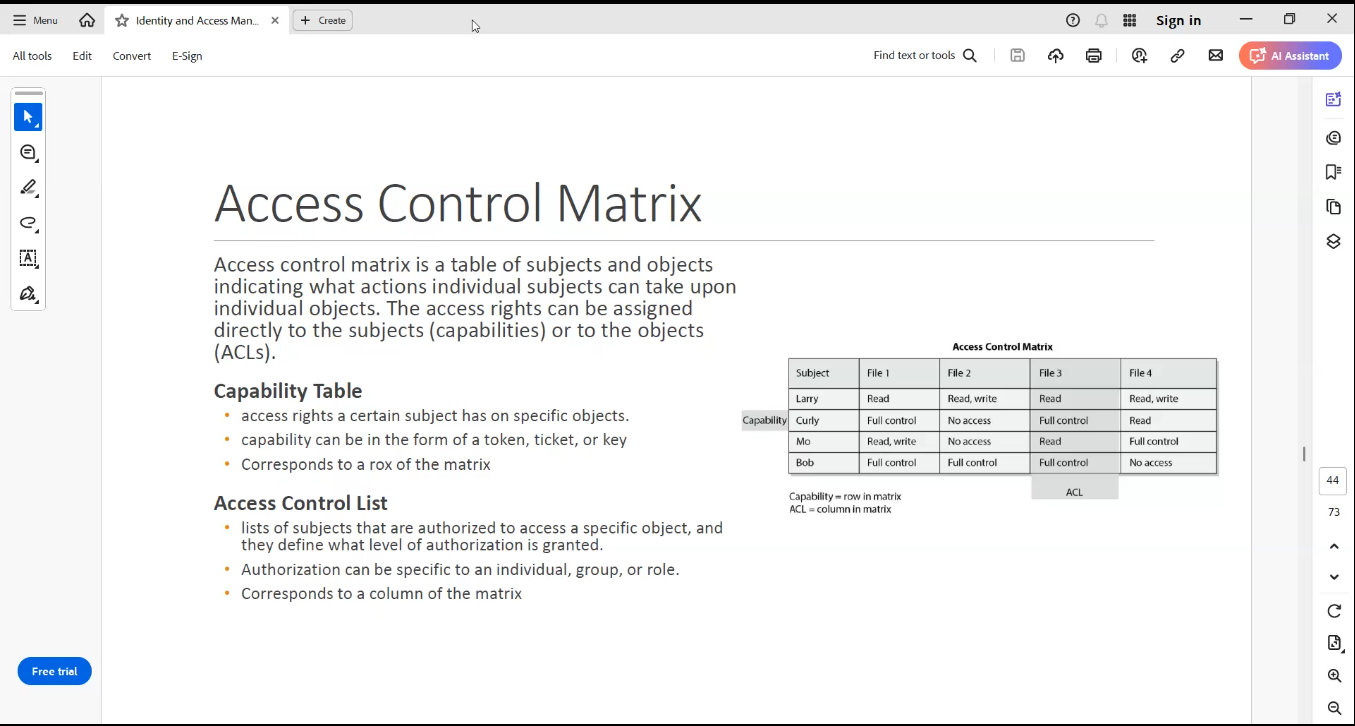 Menu
Identity and Access Man...
Create
Sign in
All tools
Edit
Convert
E-Sign
Find text or tools
AI Assistant
Access Control Matrix
Access control matrix is a table of subjects and objects
indicating what actions individual subjects can take upon
individual objects. The access rights can be assigned
directly to the subjects (capabilities) or to the objects
(ACLs).
Capability Table
• access rights a certain subject has on specific objects.
• capability can be in the form of a token, ticket, or key
• Corresponds to a rox of the matrix
Access Control List
• lists of subjects that are authorized to access a specific object, and
they define what level of authorization is granted.
• Authorization can be specific to an individual, group, or role.
• Corresponds to a column of the matrix
Access Control Matrix
Subject File 1 File 2 File 3 File 4
Larry Read Read, write Read Read, write
Capability Curly Full control No access Full control Read
Mo Read, write No access Read Full control
Bob Full control Full control Full control No access
ACL
Capability = row in matrix
ACL = column in matrix
44
73
Free trial